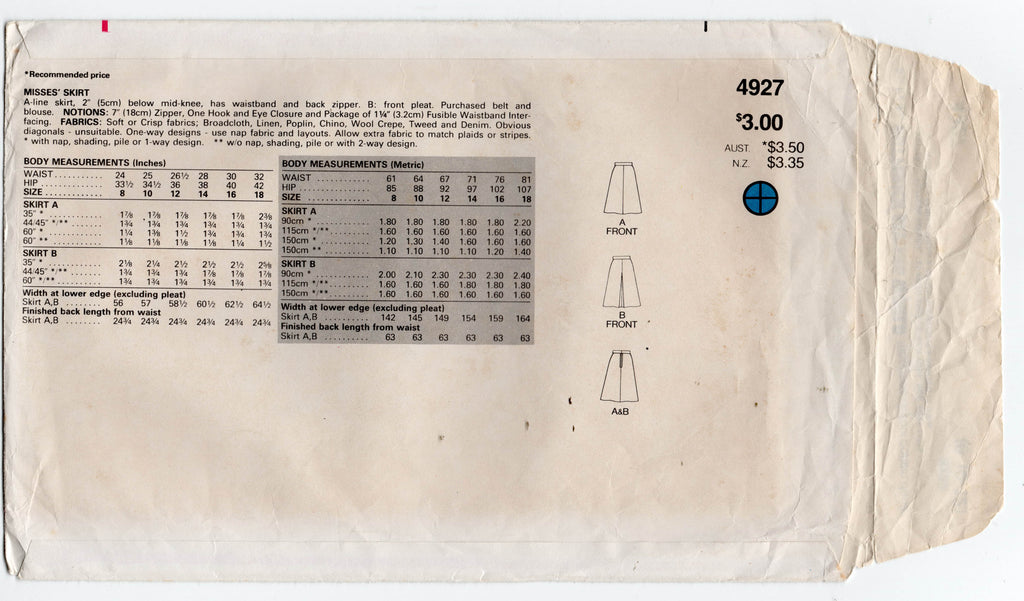 *Recommended price
MISSES' SKIRT
A-line skirt, 2" (5cm) below mid-knee, has waistband and back zipper. B: front pleat. Purchased belt and
blouse. NOTIONS: 7" (18cm) Zipper, One Hook and Eye Closure and Package of 1¼" (3.2cm) Fusible Waistband Inter-
facing. FABRICS: Soft or Crisp fabrics; Broadcloth, Linen, Poplin, Chino, Wool Crepe, Tweed and Denim. Obvious
diagonals - unsuitable. One-way designs - use nap fabric and layouts. Allow extra fabric to match plaids or stripes.
* with nap, shading, pile or 1-way design. ** w/o nap, shading, pile or with 2-way design.
BODY MEASUREMENTS (Inches)
WAIST 24 25 26½ 28 30 32
HIP 33½ 34½ 36 38 40 42
SIZE 8 10 12 14 16 18
SKIRT A
35" * 1⅞ 1⅞ 1⅞ 1⅞ 1⅞ 2⅜
44/45" */** 1¾ 1¾ 1¾ 1¾ 1¾ 1¾
60" * 1¼ 1⅜ 1½ 1¾ 1¾ 1¾
60" ** 1⅛ 1⅛ 1⅛ 1⅛ 1¼ 1½
SKIRT B
35" * 2⅛ 2¼ 2½ 2½ 2½ 2⅝
44/45" */** 1¾ 1¾ 1¾ 1⅞ 1⅞ 1⅞
60" */** 1¾ 1¾ 1¾ 1¾ 1¾ 1¾
Width at lower edge (excluding pleat)
Skirt A,B 56 57 58½ 60½ 62½ 64½
Finished back length from waist
Skirt A,B 24¾ 24¾ 24¾ 24¾ 24¾ 24¾
BODY MEASUREMENTS (Metric)
WAIST 61 64 67 71 76 81
HIP 85 88 92 97 102 107
SIZE 8 10 12 14 16 18
SKIRT A
90cm * 1.80 1.80 1.80 1.80 1.80 2.20
115cm */** 1.60 1.60 1.60 1.60 1.60 1.60
150cm * 1.20 1.30 1.40 1.60 1.60 1.60
150cm ** 1.10 1.10 1.10 1.10 1.20 1.40
SKIRT B
90cm * 2.00 2.10 2.30 2.30 2.30 2.40
115cm */** 1.60 1.60 1.60 1.80 1.80 1.80
150cm */** 1.60 1.60 1.60 1.60 1.60 1.60
Width at lower edge (excluding pleat)
Skirt A,B 142 145 149 154 159 164
Finished back length from waist
Skirt A,B 63 63 63 63 63 63
4927
$3.00
AUST. *$3.50
N.Z. $3.35
A
FRONT
B
FRONT
A&B